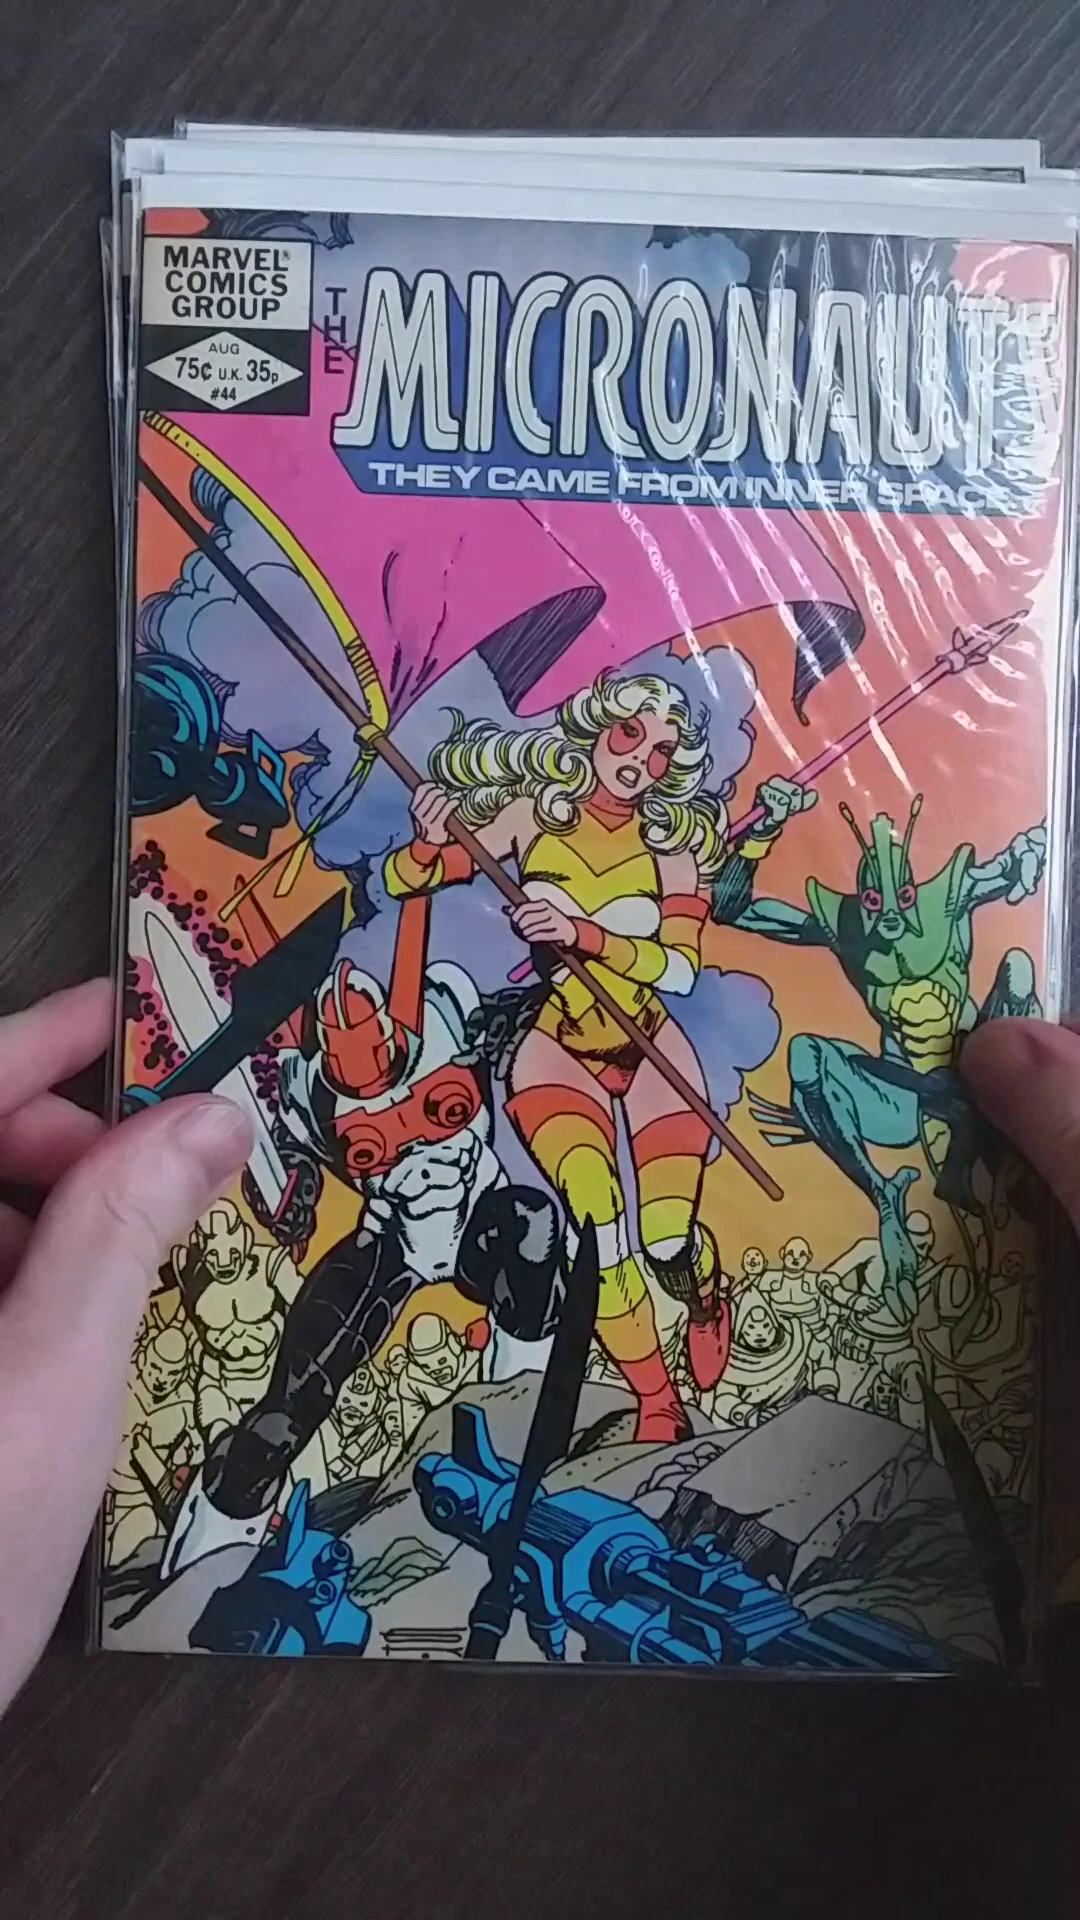 MARVEL®
COMICS
GROUP
AUG
75¢ U.K. 35p
#44
THE
MICRONAUTS
THEY CAME FROM INNER SPACE